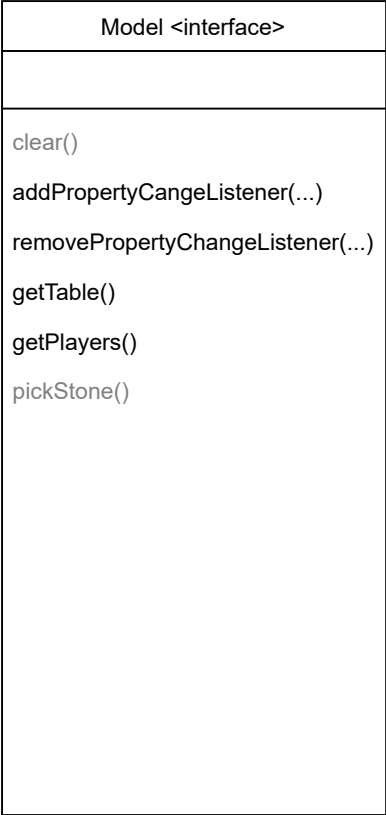 Model <interface>
clear()
addPropertyCangeListener(...)
removePropertyChangeListener(...)
getTable()
getPlayers()
pickStone()